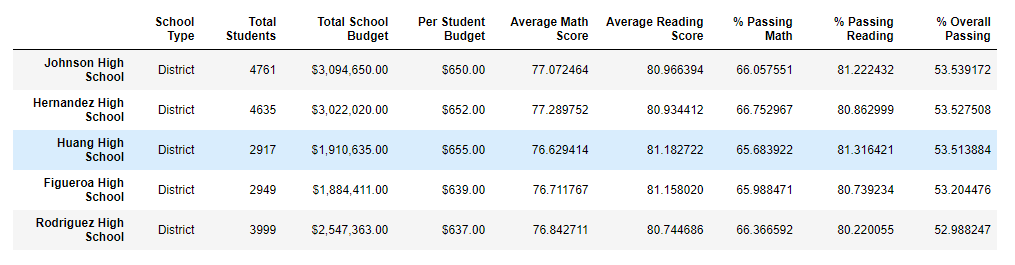 School Type Total Students Total School Budget Per Student Budget Average Math Score Average Reading Score % Passing Math % Passing Reading % Overall Passing
Johnson High School District 4761 $3,094,650.00 $650.00 77.072464 80.966394 66.057551 81.222432 53.539172
Hernandez High School District 4635 $3,022,020.00 $652.00 77.289752 80.934412 66.752967 80.862999 53.527508
Huang High School District 2917 $1,910,635.00 $655.00 76.629414 81.182722 65.683922 81.316421 53.513884
Figueroa High School District 2949 $1,884,411.00 $639.00 76.711767 81.158020 65.988471 80.739234 53.204476
Rodriguez High School District 3999 $2,547,363.00 $637.00 76.842711 80.744686 66.366592 80.220055 52.988247